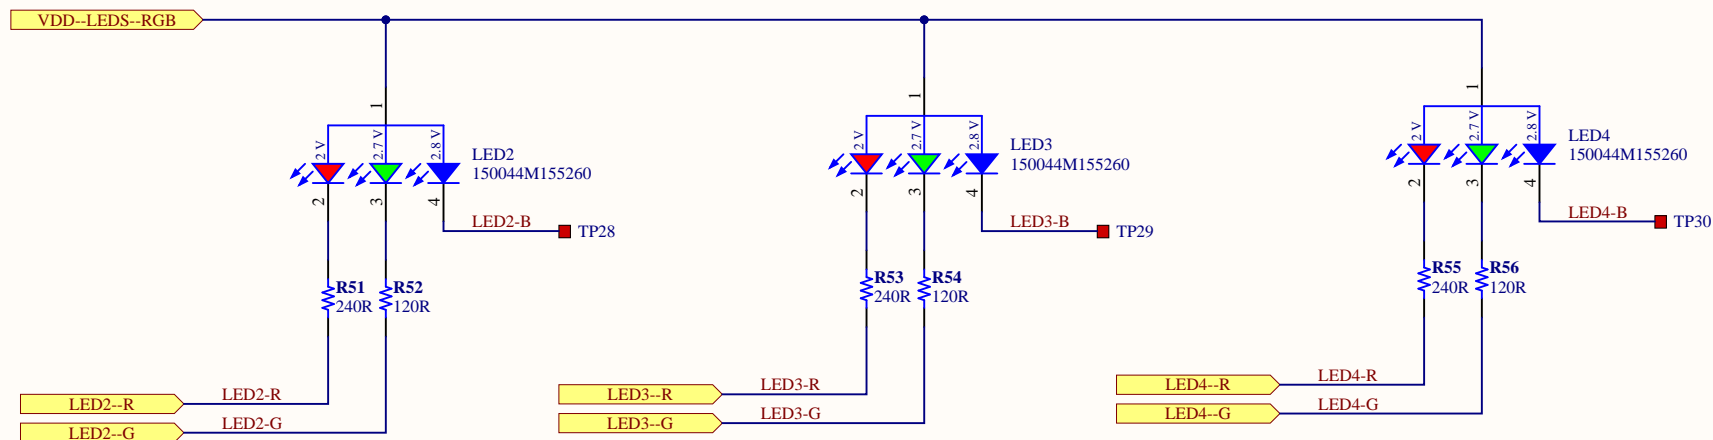 VDD--LEDS--RGB
1
2 V
2.7 V
2.8 V
LED2
150044M155260
2
3
4
LED2-B
TP28
R51
240R
R52
120R
LED2--R
LED2-R
LED2--G
LED2-G
1
2 V
2.7 V
2.8 V
LED3
150044M155260
2
3
4
LED3-B
TP29
R53
240R
R54
120R
LED3--R
LED3-R
LED3--G
LED3-G
1
2 V
2.7 V
2.8 V
LED4
150044M155260
2
3
4
LED4-B
TP30
R55
240R
R56
120R
LED4--R
LED4-R
LED4--G
LED4-G